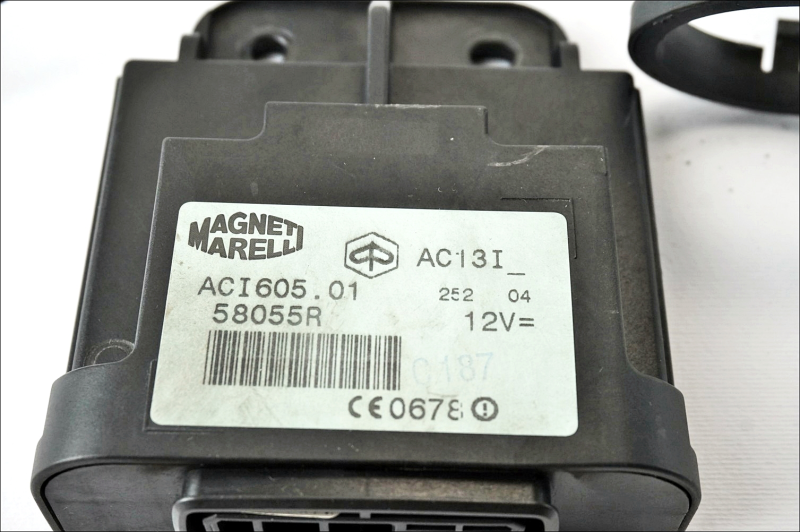 MAGNETI
MARELLI
AC13I_
ACI605.01
252 04
58055R
12V=
0187
CE0678